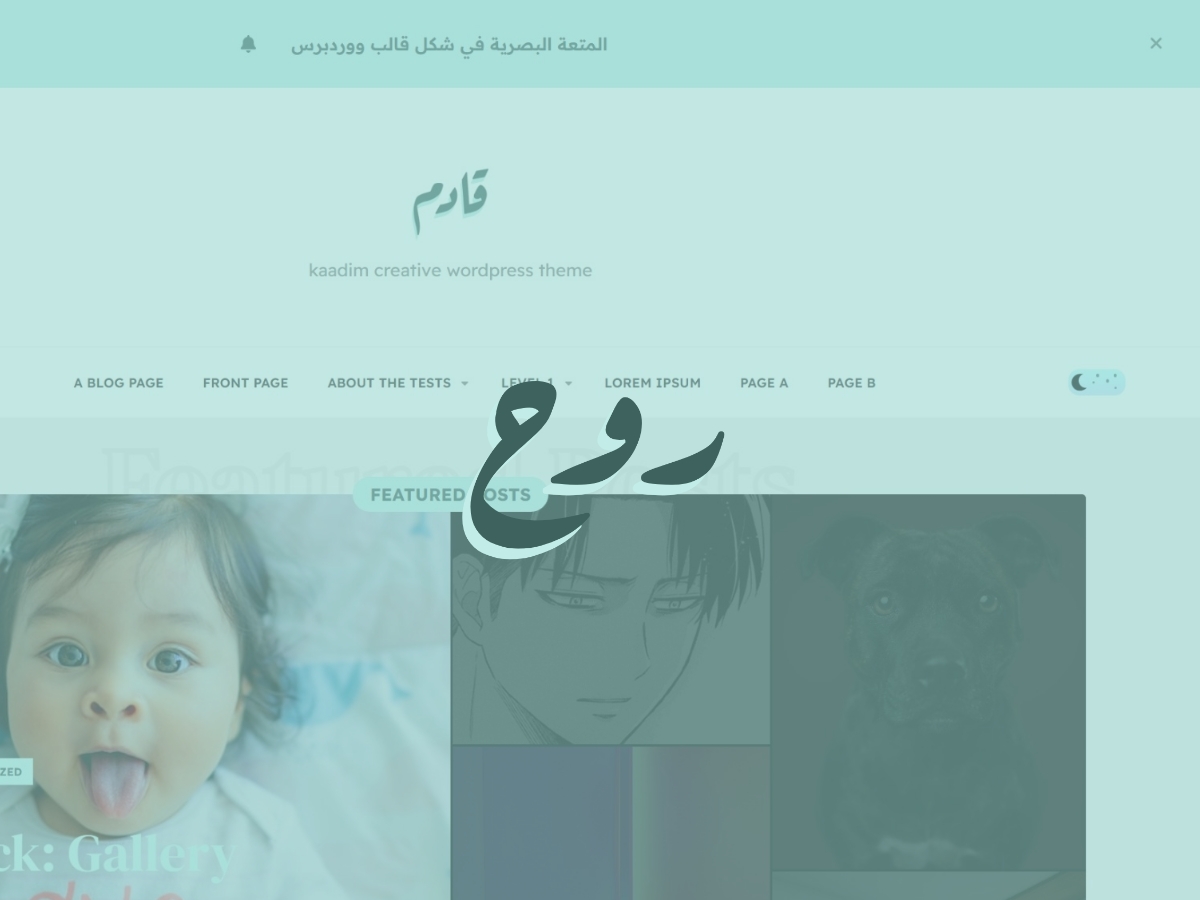 المتعة البصرية في شكل قالب ووردبرس
قادم
kaadim creative wordpress theme
A BLOG PAGE FRONT PAGE ABOUT THE TESTS LEVEL 1 LOREM IPSUM PAGE A PAGE B
روح
Featured Posts
FEATURED POSTS
ZED
ck: Gallery